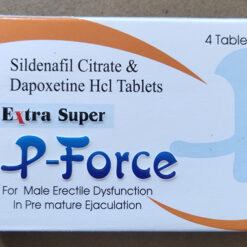 4 Table
Sildenafil Citrate &
Dapoxetine Hcl Tablets
Extra Super
P-Force
For Male Erectile Dysfunction
In Pre mature Ejaculation